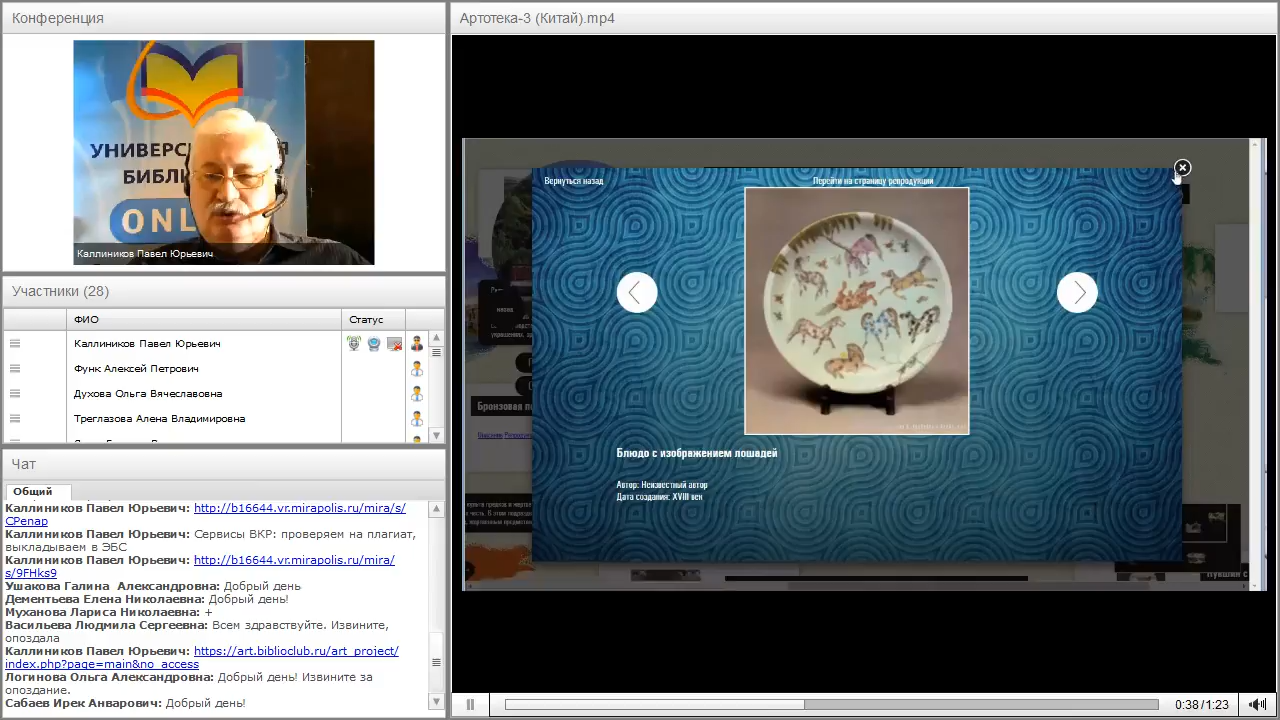 Конференция
УНИВЕРС
БИБЛИ
ONL
Каллиников Павел Юрьевич
Участники (28)
ФИО
Статус
Каллиников Павел Юрьевич
Функ Алексей Петрович
Духова Ольга Вячеславовна
Треглазова Алена Владимировна
Чат
Общий
Каллиников Павел Юрьевич: http://b16644.vr.mirapolis.ru/mira/s/
CPenap
Каллиников Павел Юрьевич: Сервисы ВКР: проверяем на плагиат,
выкладываем в ЭБС
Каллиников Павел Юрьевич: http://b16644.vr.mirapolis.ru/mira/
s/9FHks9
Ушакова Галина  Александровна: Добрый день
Дементьева Елена Николаевна: Добрый день!
Муханова Лариса Николаевна: +
Васильева Людмила Сергеевна: Всем здравствуйте. Извините,
опоздала
Каллиников Павел Юрьевич: https://art.biblioclub.ru/art_project/
index.php?page=main&no_access
Логинова Ольга Александровна: Добрый день! Извините за
опоздание.
Сабаев Ирек Анварович: Добрый день!
Артотека-3 (Китай).mp4
Вернуться назад
Перейти на страницу репродукции
Блюдо с изображением лошадей
Автор: Неизвестный автор
Дата создания: XVIII век
Бронзовая
0:38/1:23